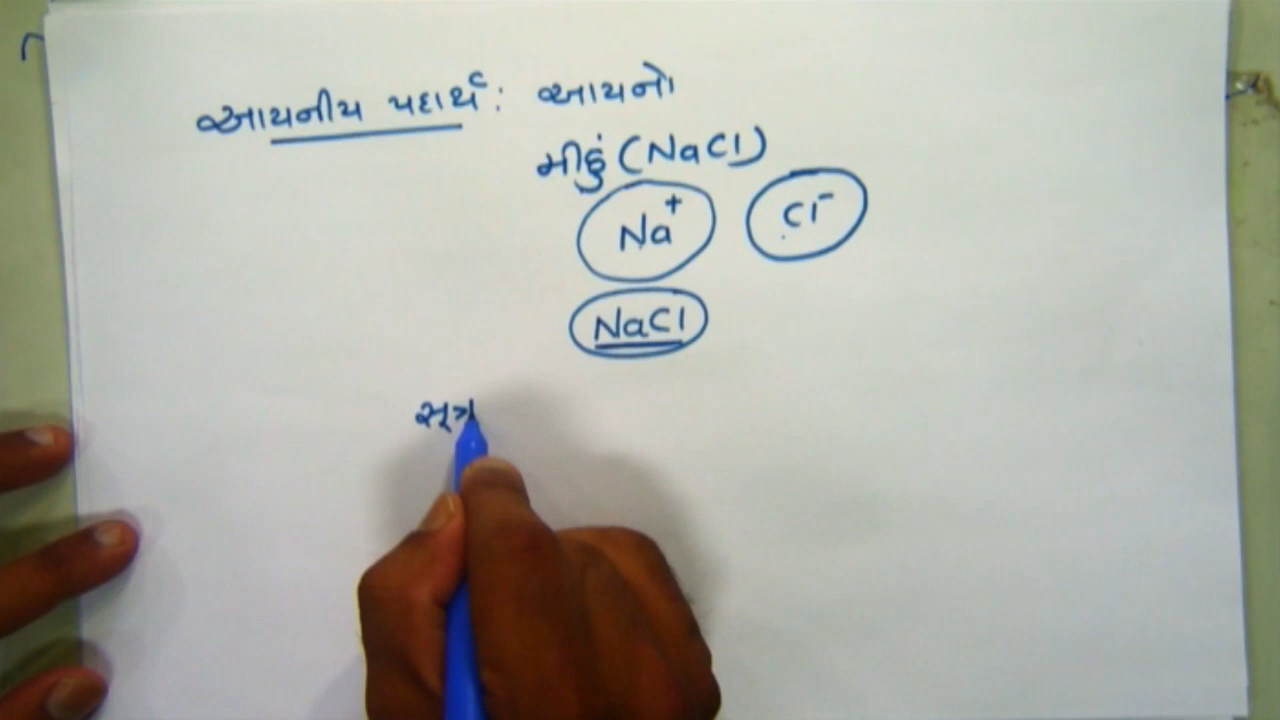 આયનીય પદાર્થ : આયનો
મીઠું (NaCl)
Na⁺ Cl⁻
NaCl
સૂત્ર